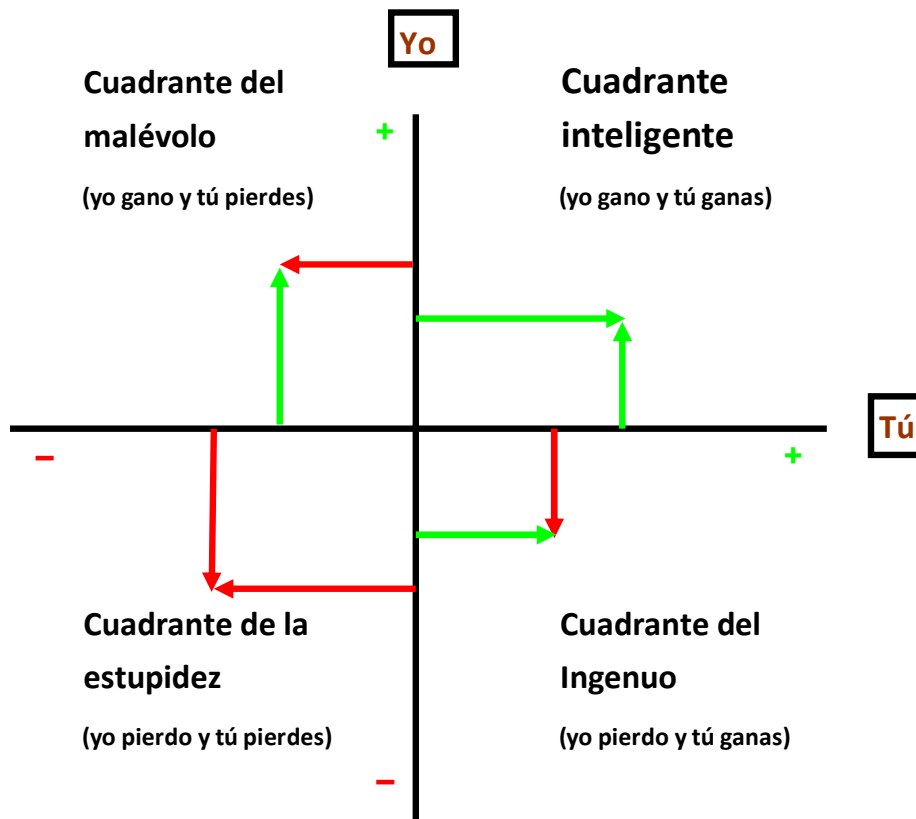 Yo
Cuadrante del
malévolo
(yo gano y tú pierdes)
+
Cuadrante
inteligente
(yo gano y tú ganas)
Tú
−
+
Cuadrante de la
estupidez
(yo pierdo y tú pierdes)
Cuadrante del
Ingenuo
(yo pierdo y tú ganas)
−